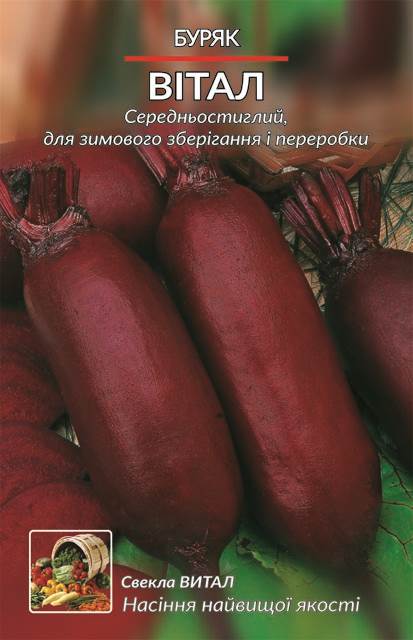 БУРЯК
ВІТАЛ
Середньостиглий,
для зимового зберігання і переробки
Свекла ВИТАЛ
Насіння найвищої якості